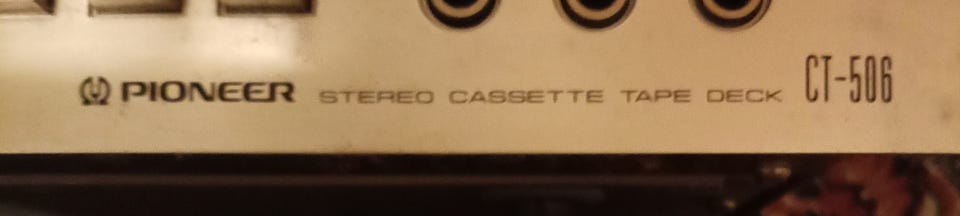 PIONEER STEREO CASSETTE TAPE DECK CT-506